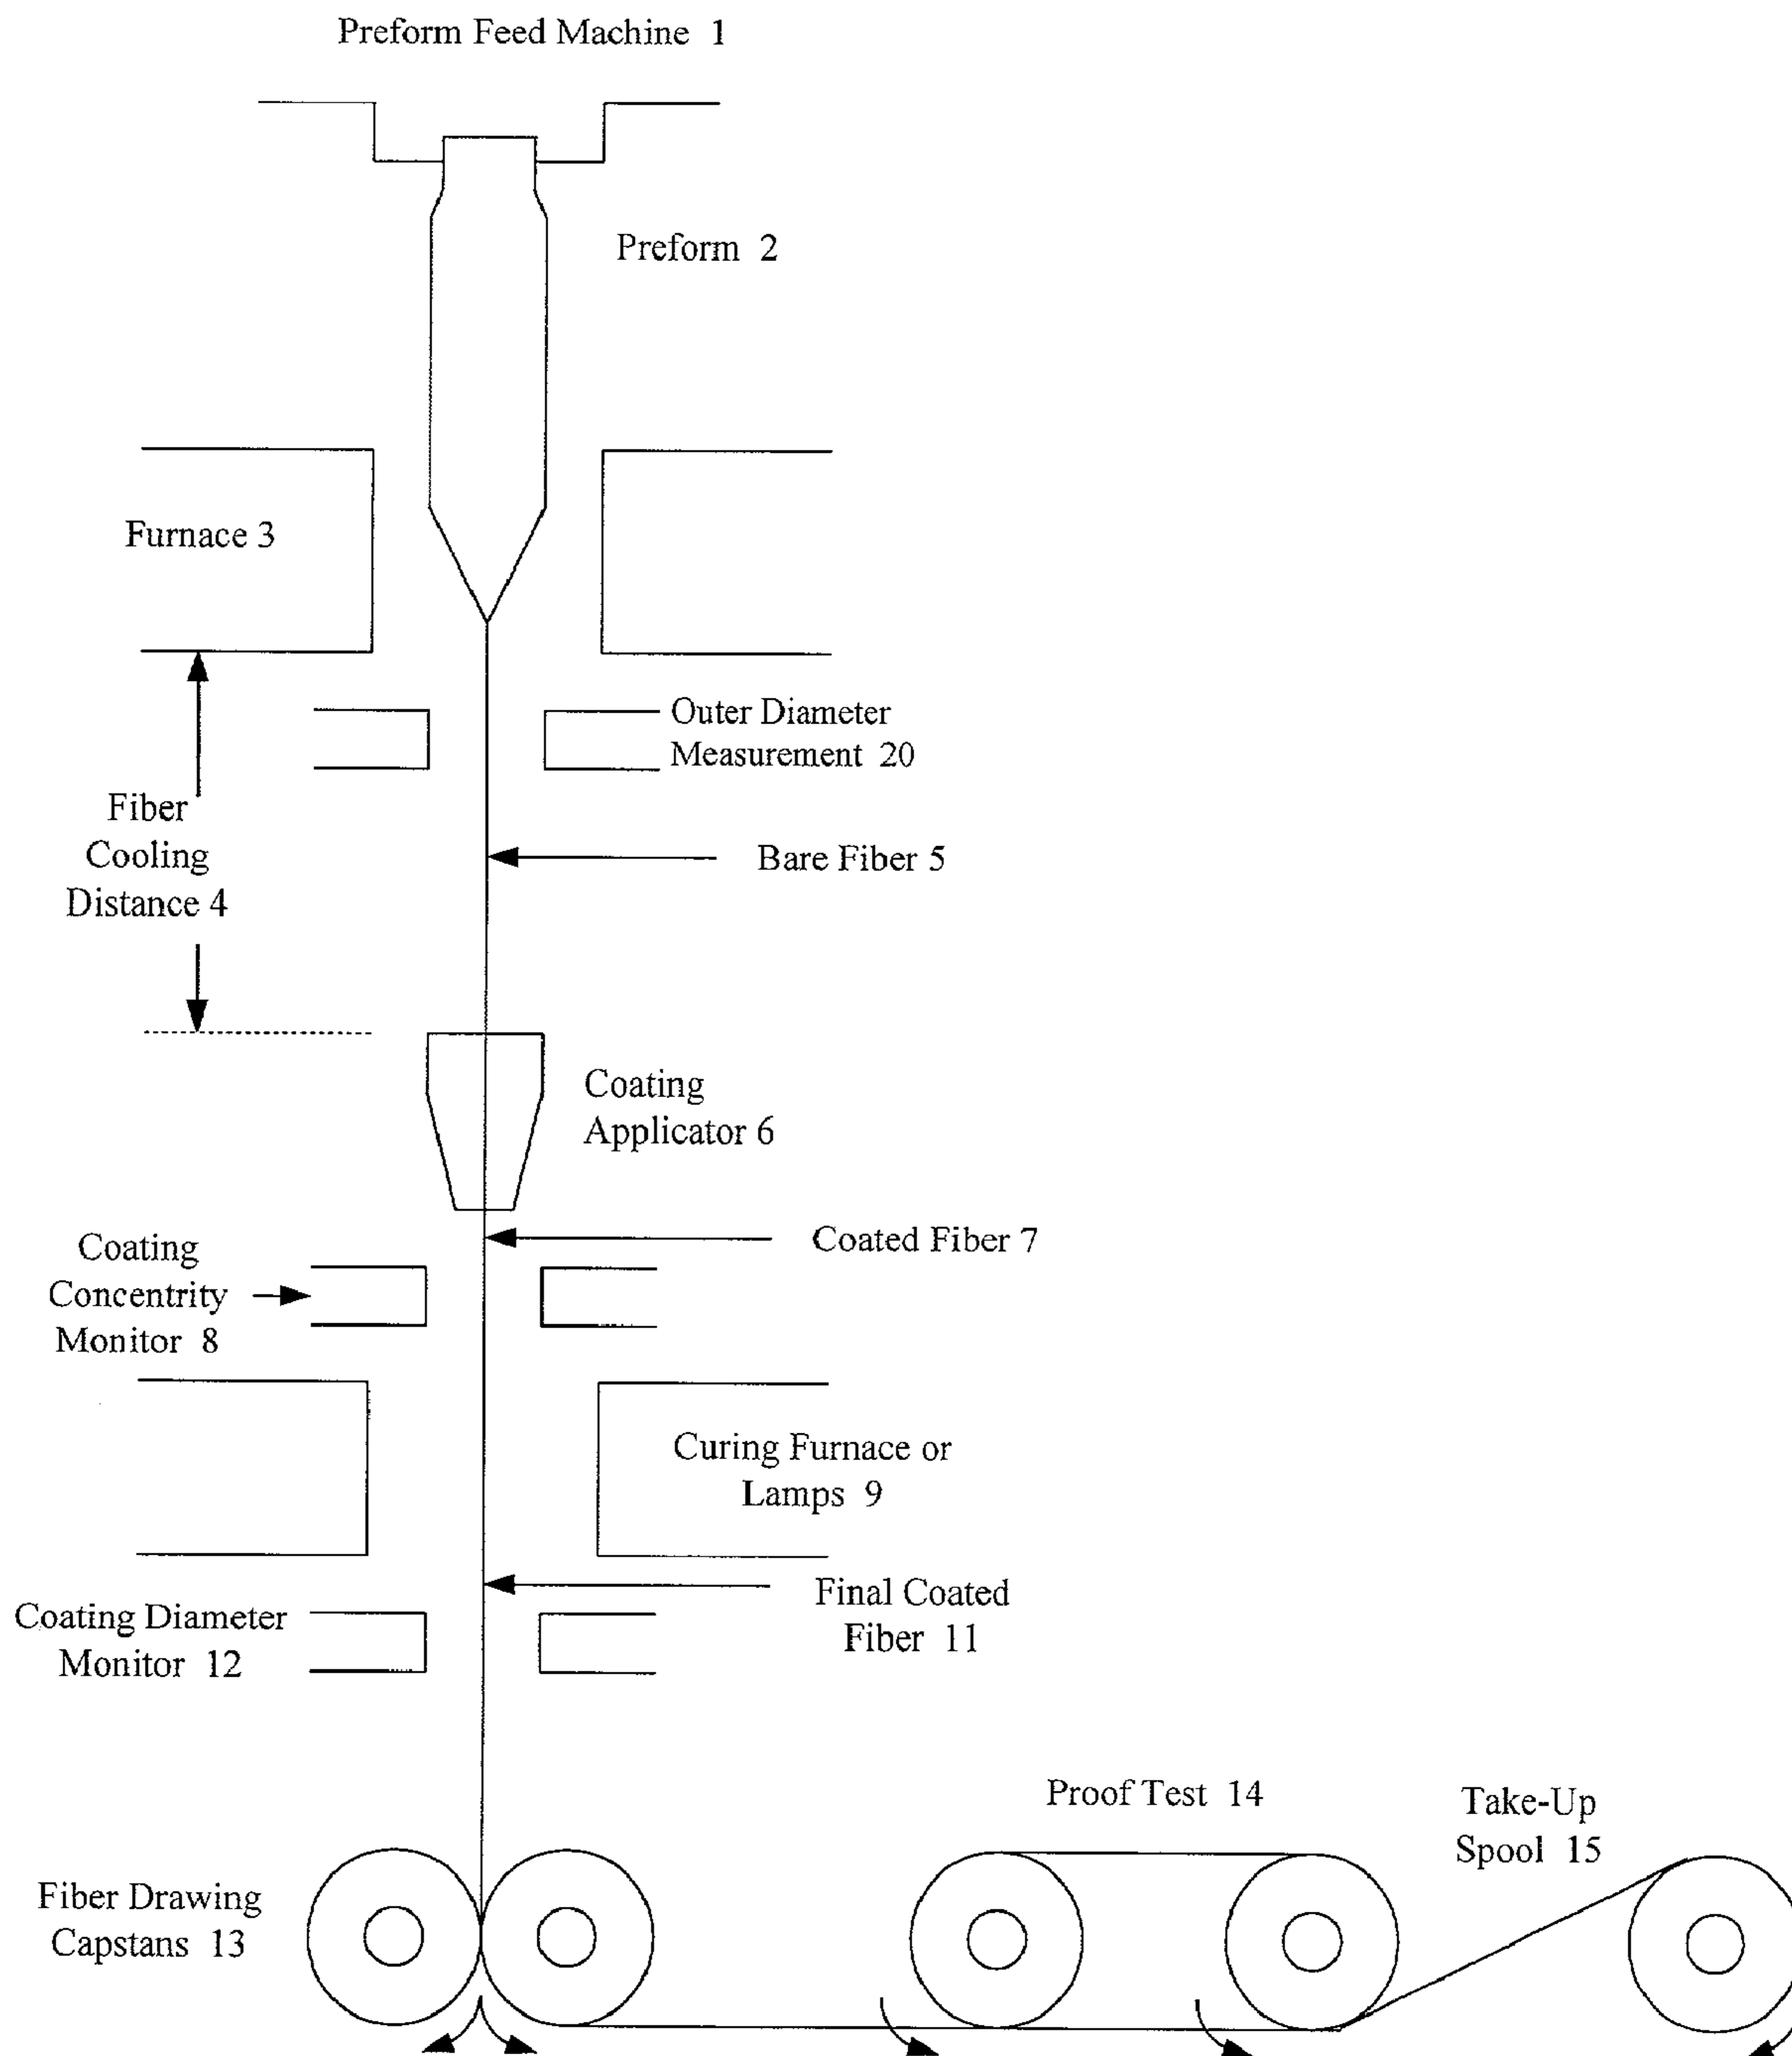 Preform Feed Machine 1
Preform 2
Furnace 3
Outer Diameter
Measurement 20
Fiber
Cooling
Distance 4
Bare Fiber 5
Coating
Applicator 6
Coated Fiber 7
Coating
Concentrity
Monitor 8
Curing Furnace or
Lamps 9
Final Coated
Fiber 11
Coating Diameter
Monitor 12
Proof Test 14
Take-Up
Spool 15
Fiber Drawing
Capstans 13